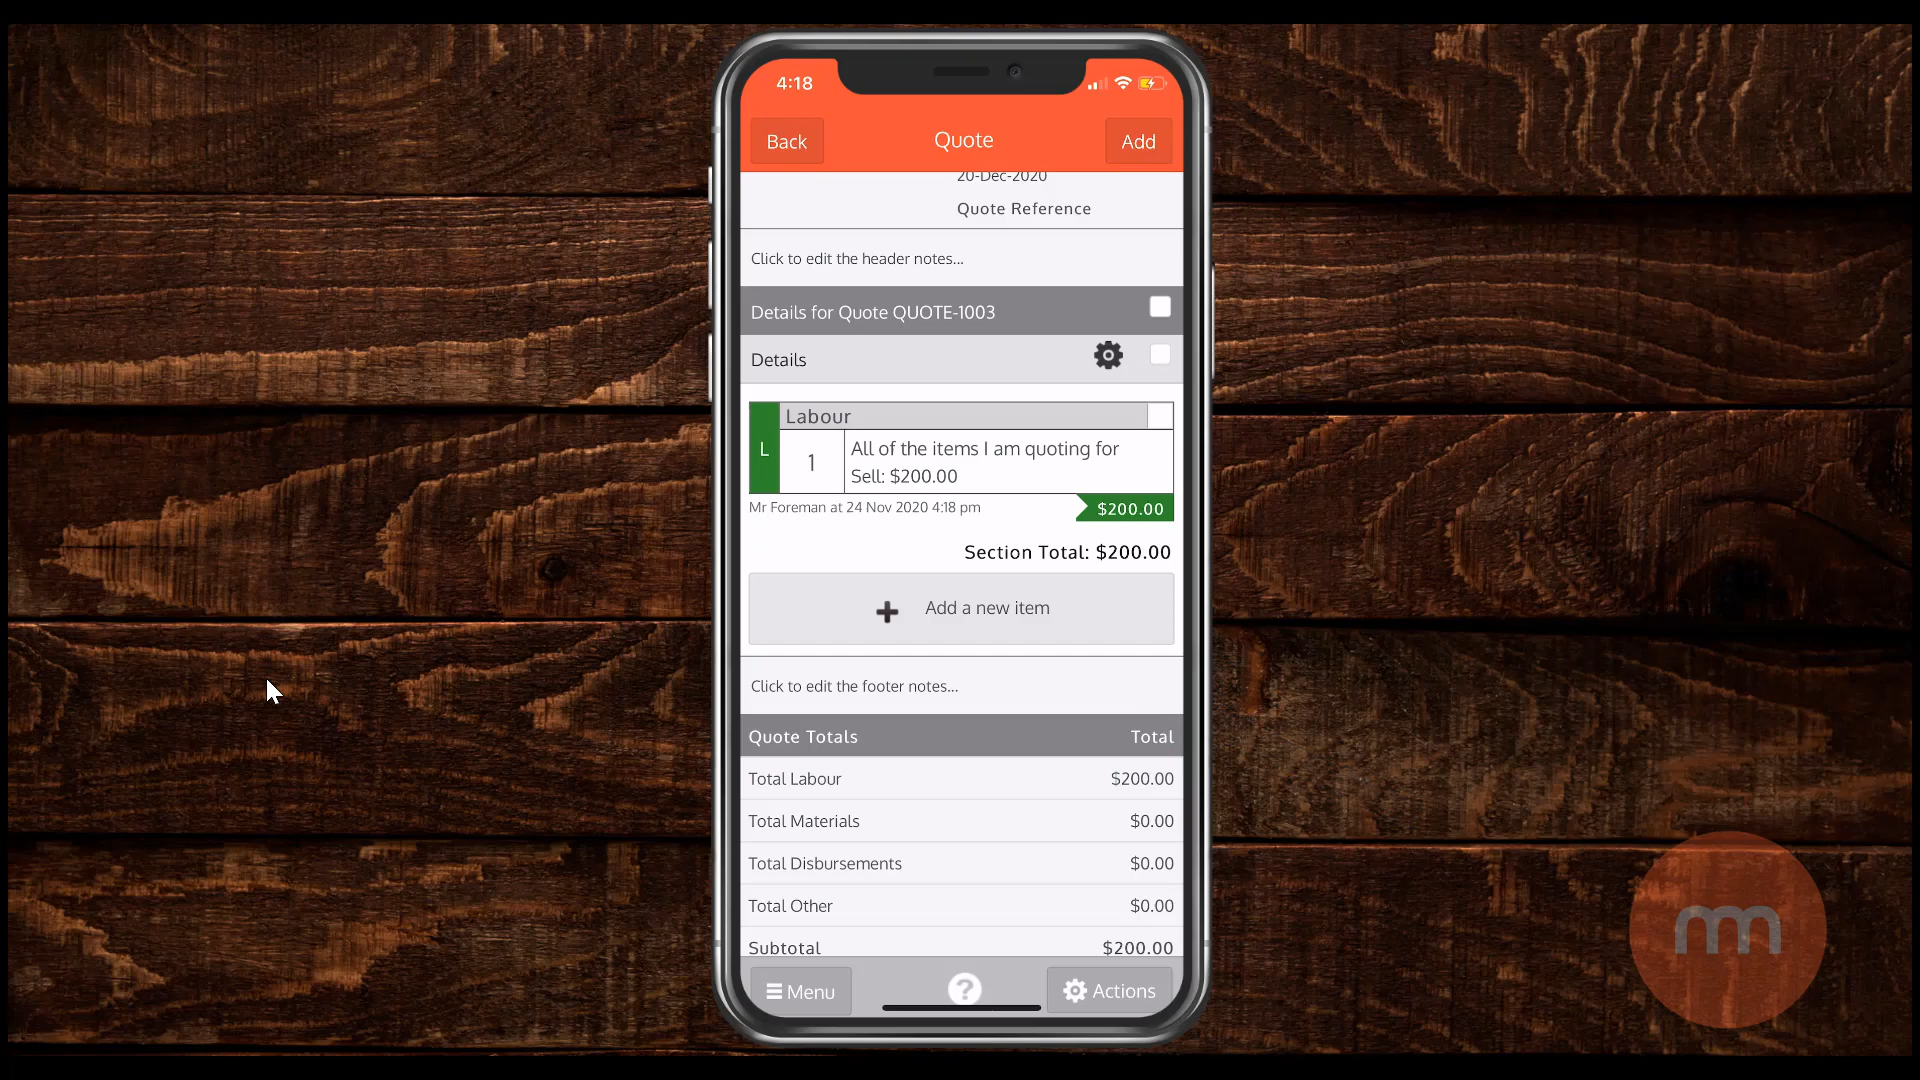 4:18
Back
Quote
Add
20-Dec-2020
Quote Reference
Click to edit the header notes...
Details for Quote QUOTE-1003
Details
Labour
L
1
All of the items I am quoting for
Sell: $200.00
Mr Foreman at 24 Nov 2020 4:18 pm
$200.00
Section Total: $200.00
Add a new item
Click to edit the footer notes...
Quote Totals Total
Total Labour $200.00
Total Materials $0.00
Total Disbursements $0.00
Total Other $0.00
Subtotal $200.00
Menu
?
Actions